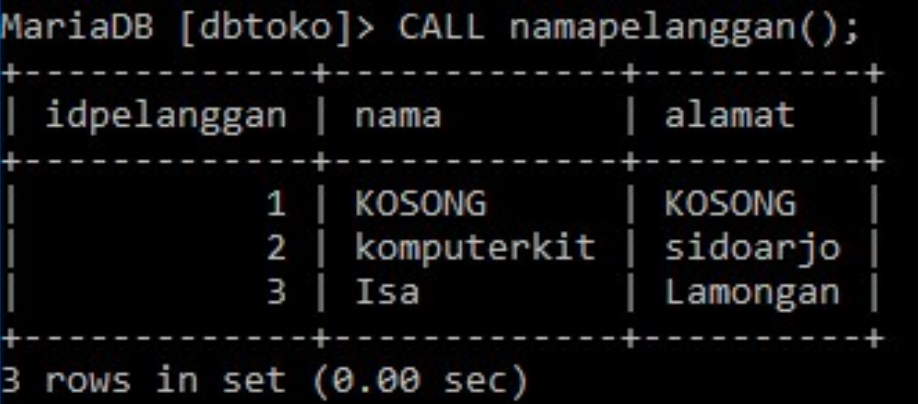 MariaDB [dbtoko]> CALL namapelanggan();
+-------------+-------------+----------+
| idpelanggan | nama        | alamat   |
+-------------+-------------+----------+
|           1 | KOSONG      | KOSONG   |
|           2 | komputerkit | sidoarjo |
|           3 | Isa         | Lamongan |
+-------------+-------------+----------+
3 rows in set (0.00 sec)